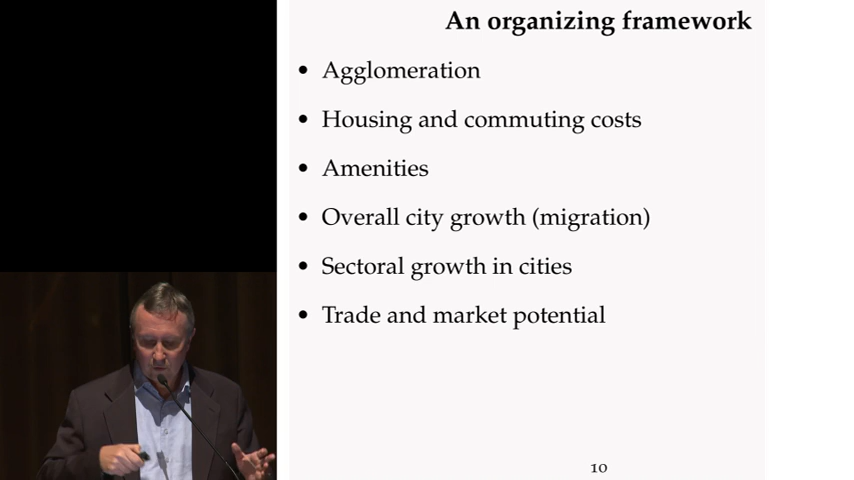 An organizing framework
• Agglomeration
• Housing and commuting costs
• Amenities
• Overall city growth (migration)
• Sectoral growth in cities
• Trade and market potential
10